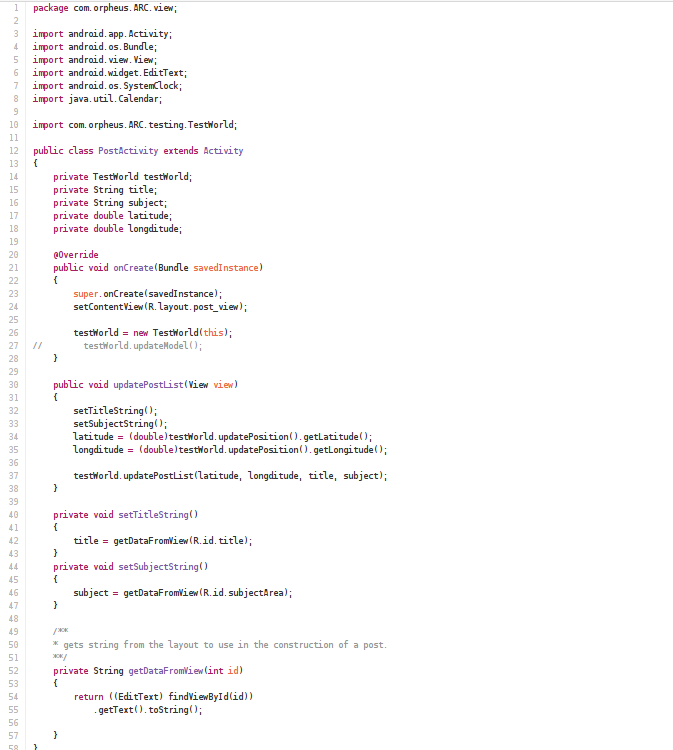 1 package com.orpheus.ARC.view;
2
3 import android.app.Activity;
4 import android.os.Bundle;
5 import android.view.View;
6 import android.widget.EditText;
7 import android.os.SystemClock;
8 import java.util.Calendar;
9
10 import com.orpheus.ARC.testing.TestWorld;
11
12 public class PostActivity extends Activity
13 {
14     private TestWorld testWorld;
15     private String title;
16     private String subject;
17     private double latitude;
18     private double longditude;
19
20     @Override
21     public void onCreate(Bundle savedInstance)
22     {
23         super.onCreate(savedInstance);
24         setContentView(R.layout.post_view);
25
26         testWorld = new TestWorld(this);
27 //        testWorld.updateModel();
28     }
29
30     public void updatePostList(View view)
31     {
32         setTitleString();
33         setSubjectString();
34         latitude = (double)testWorld.updatePosition().getLatitude();
35         longditude = (double)testWorld.updatePosition().getLongitude();
36
37         testWorld.updatePostList(latitude, longditude, title, subject);
38     }
39
40     private void setTitleString()
41     {
42         title = getDataFromView(R.id.title);
43     }
44     private void setSubjectString()
45     {
46         subject = getDataFromView(R.id.subjectArea);
47     }
48
49     /**
50     * gets string from the layout to use in the construction of a post.
51     **/
52     private String getDataFromView(int id)
53     {
54         return ((EditText) findViewById(id))
55             .getText().toString();
56
57     }
58 }